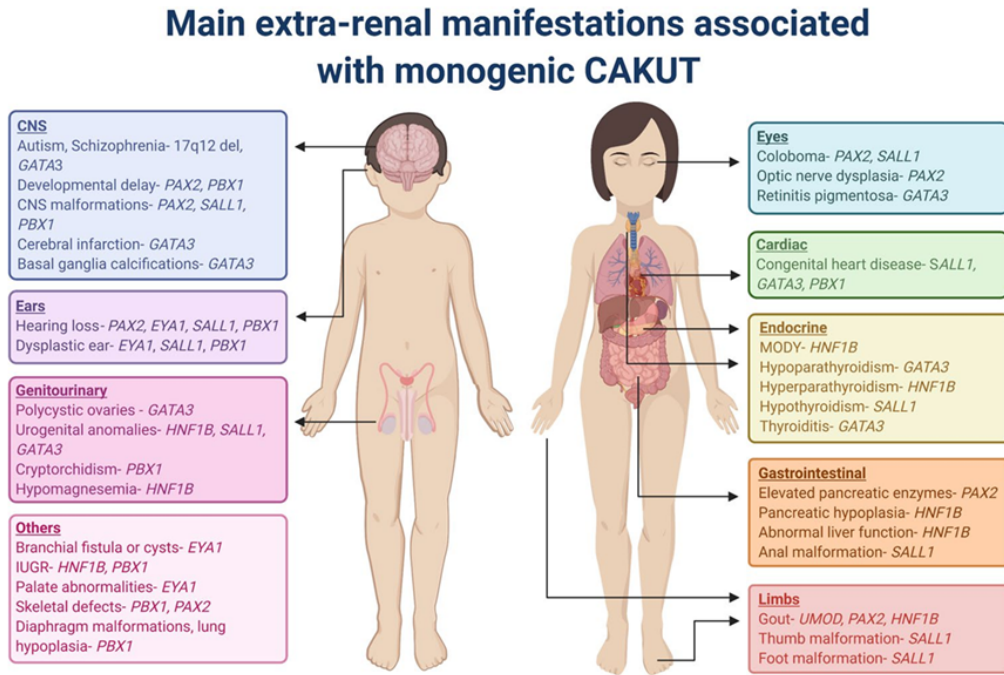 Main extra-renal manifestations associated
with monogenic CAKUT
CNS
Autism, Schizophrenia- 17q12 del,
GATA3
Developmental delay- PAX2, PBX1
CNS malformations- PAX2, SALL1,
PBX1
Cerebral infarction- GATA3
Basal ganglia calcifications- GATA3
Ears
Hearing loss- PAX2, EYA1, SALL1, PBX1
Dysplastic ear- EYA1, SALL1, PBX1
Genitourinary
Polycystic ovaries - GATA3
Urogenital anomalies- HNF1B, SALL1,
GATA3
Cryptorchidism- PBX1
Hypomagnesemia- HNF1B
Others
Branchial fistula or cysts- EYA1
IUGR- HNF1B, PBX1
Palate abnormalities- EYA1
Skeletal defects- PBX1, PAX2
Diaphragm malformations, lung
hypoplasia- PBX1
Eyes
Coloboma- PAX2, SALL1
Optic nerve dysplasia- PAX2
Retinitis pigmentosa- GATA3
Cardiac
Congenital heart disease- SALL1,
GATA3, PBX1
Endocrine
MODY- HNF1B
Hypoparathyroidism- GATA3
Hyperparathyroidism- HNF1B
Hypothyroidism- SALL1
Thyroiditis- GATA3
Gastrointestinal
Elevated pancreatic enzymes- PAX2
Pancreatic hypoplasia- HNF1B
Abnormal liver function- HNF1B
Anal malformation- SALL1
Limbs
Gout- UMOD, PAX2, HNF1B
Thumb malformation- SALL1
Foot malformation- SALL1